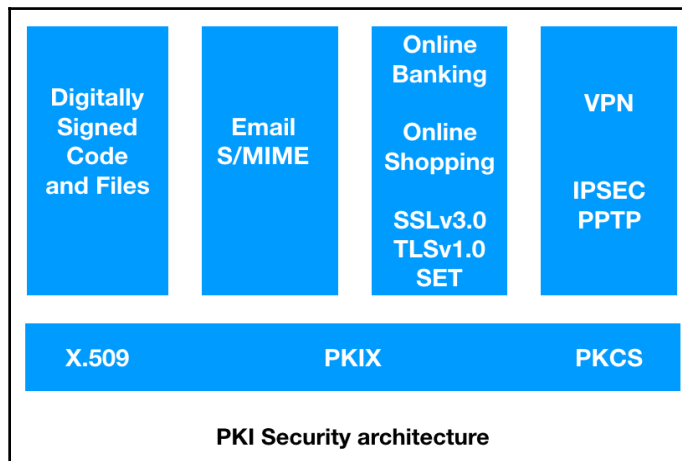 Digitally
Signed
Code
and Files
Email
S/MIME
Online
Banking
Online
Shopping
SSLv3.0
TLSv1.0
SET
VPN
IPSEC
PPTP
X.509 PKIX PKCS
PKI Security architecture